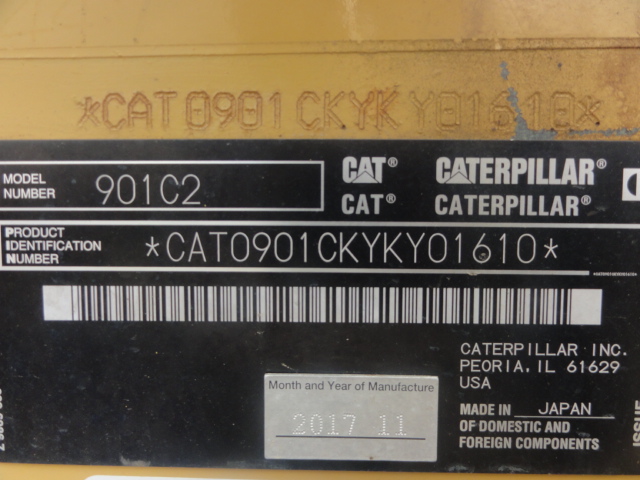 *CAT0901CKYKY01610*
MODEL NUMBER 901C2
CAT® CATERPILLAR®
CAT® CATERPILLAR®
PRODUCT IDENTIFICATION NUMBER *CAT0901CKYKY01610*
CATERPILLAR INC.
PEORIA, IL 61629
USA
Month and Year of Manufacture
2017 11
MADE IN JAPAN
OF DOMESTIC AND
FOREIGN COMPONENTS
ISSUE